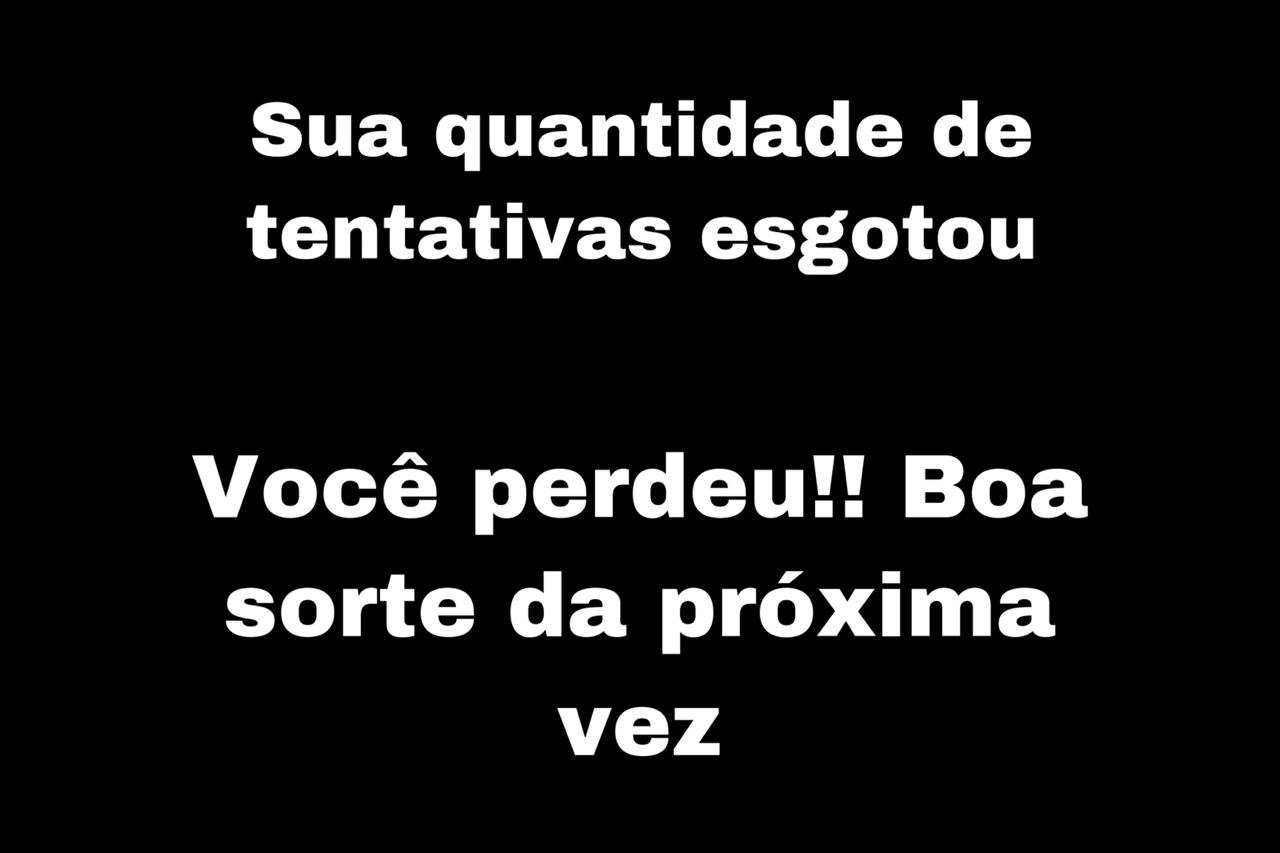 Sua quantidade de
tentativas esgotou
Você perdeu!! Boa
sorte da próxima
vez